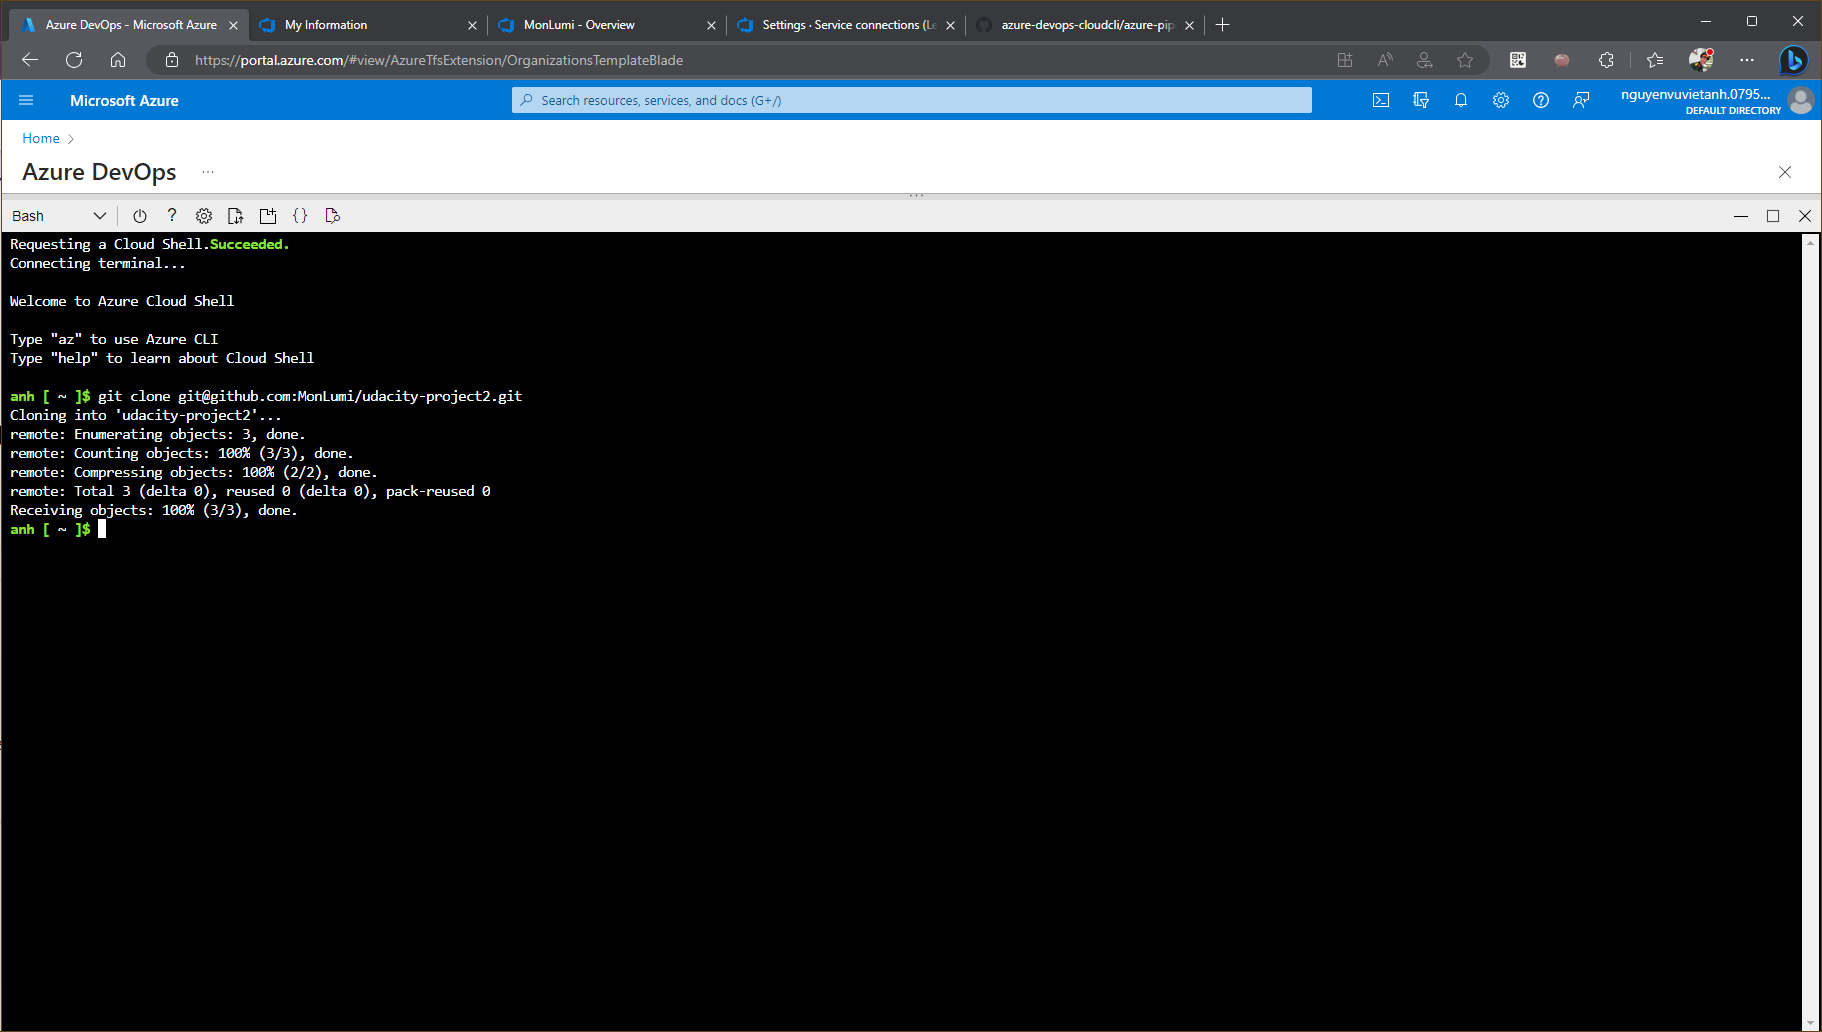 Azure DevOps - Microsoft Azure
My Information
MonLumi - Overview
Settings · Service connections (Le
azure-devops-cloudcli/azure-pip
https://portal.azure.com/#view/AzureTfsExtension/OrganizationsTemplateBlade
Microsoft Azure
Search resources, services, and docs (G+/)
nguyenvuvietanh.0795...
DEFAULT DIRECTORY
Home >
Azure DevOps ...
Bash
Requesting a Cloud Shell.Succeeded.
Connecting terminal...
Welcome to Azure Cloud Shell
Type "az" to use Azure CLI
Type "help" to learn about Cloud Shell
anh [ ~ ]$ git clone git@github.com:MonLumi/udacity-project2.git
Cloning into 'udacity-project2'...
remote: Enumerating objects: 3, done.
remote: Counting objects: 100% (3/3), done.
remote: Compressing objects: 100% (2/2), done.
remote: Total 3 (delta 0), reused 0 (delta 0), pack-reused 0
Receiving objects: 100% (3/3), done.
anh [ ~ ]$